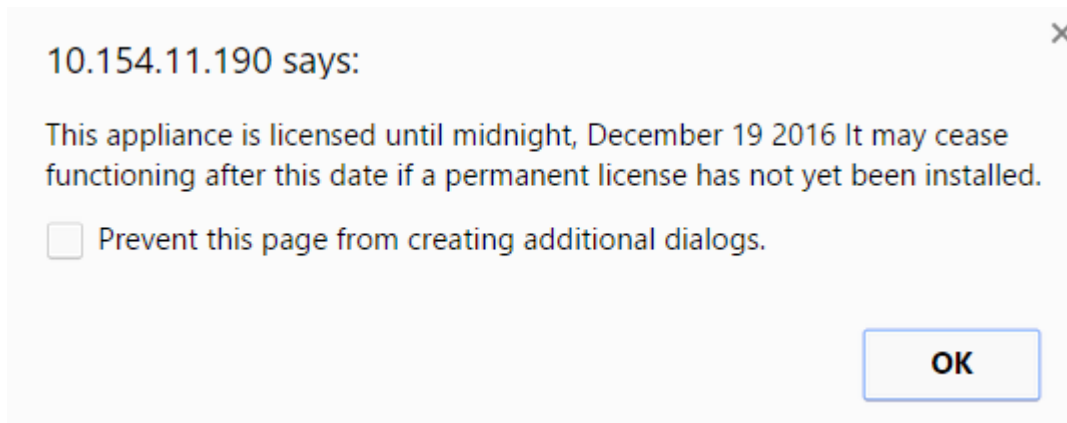 10.154.11.190 says:
This appliance is licensed until midnight, December 19 2016 It may cease
functioning after this date if a permanent license has not yet been installed.
Prevent this page from creating additional dialogs.
OK